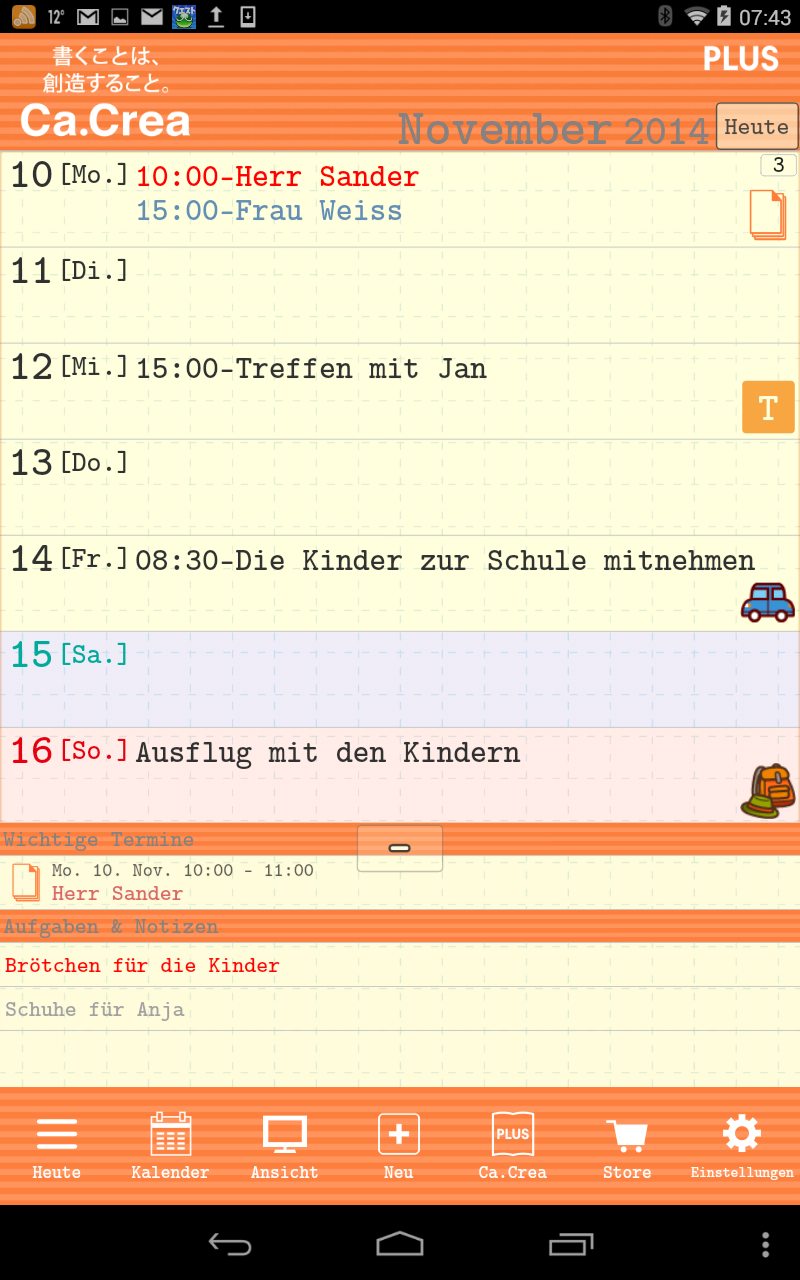 12°
07:43
書くことは、
創造すること。
PLUS
Ca.Crea
November 2014
Heute
10 [Mo.] 10:00-Herr Sander
3
15:00-Frau Weiss
11 [Di.]
12 [Mi.] 15:00-Treffen mit Jan
T
13 [Do.]
14 [Fr.] 08:30-Die Kinder zur Schule mitnehmen
15 [Sa.]
16 [So.] Ausflug mit den Kindern
Wichtige Termine
Mo. 10. Nov. 10:00 - 11:00
Herr Sander
Aufgaben & Notizen
Brötchen für die Kinder
Schuhe für Anja
PLUS
Heute Kalender Ansicht Neu Ca.Crea Store Einstellungen